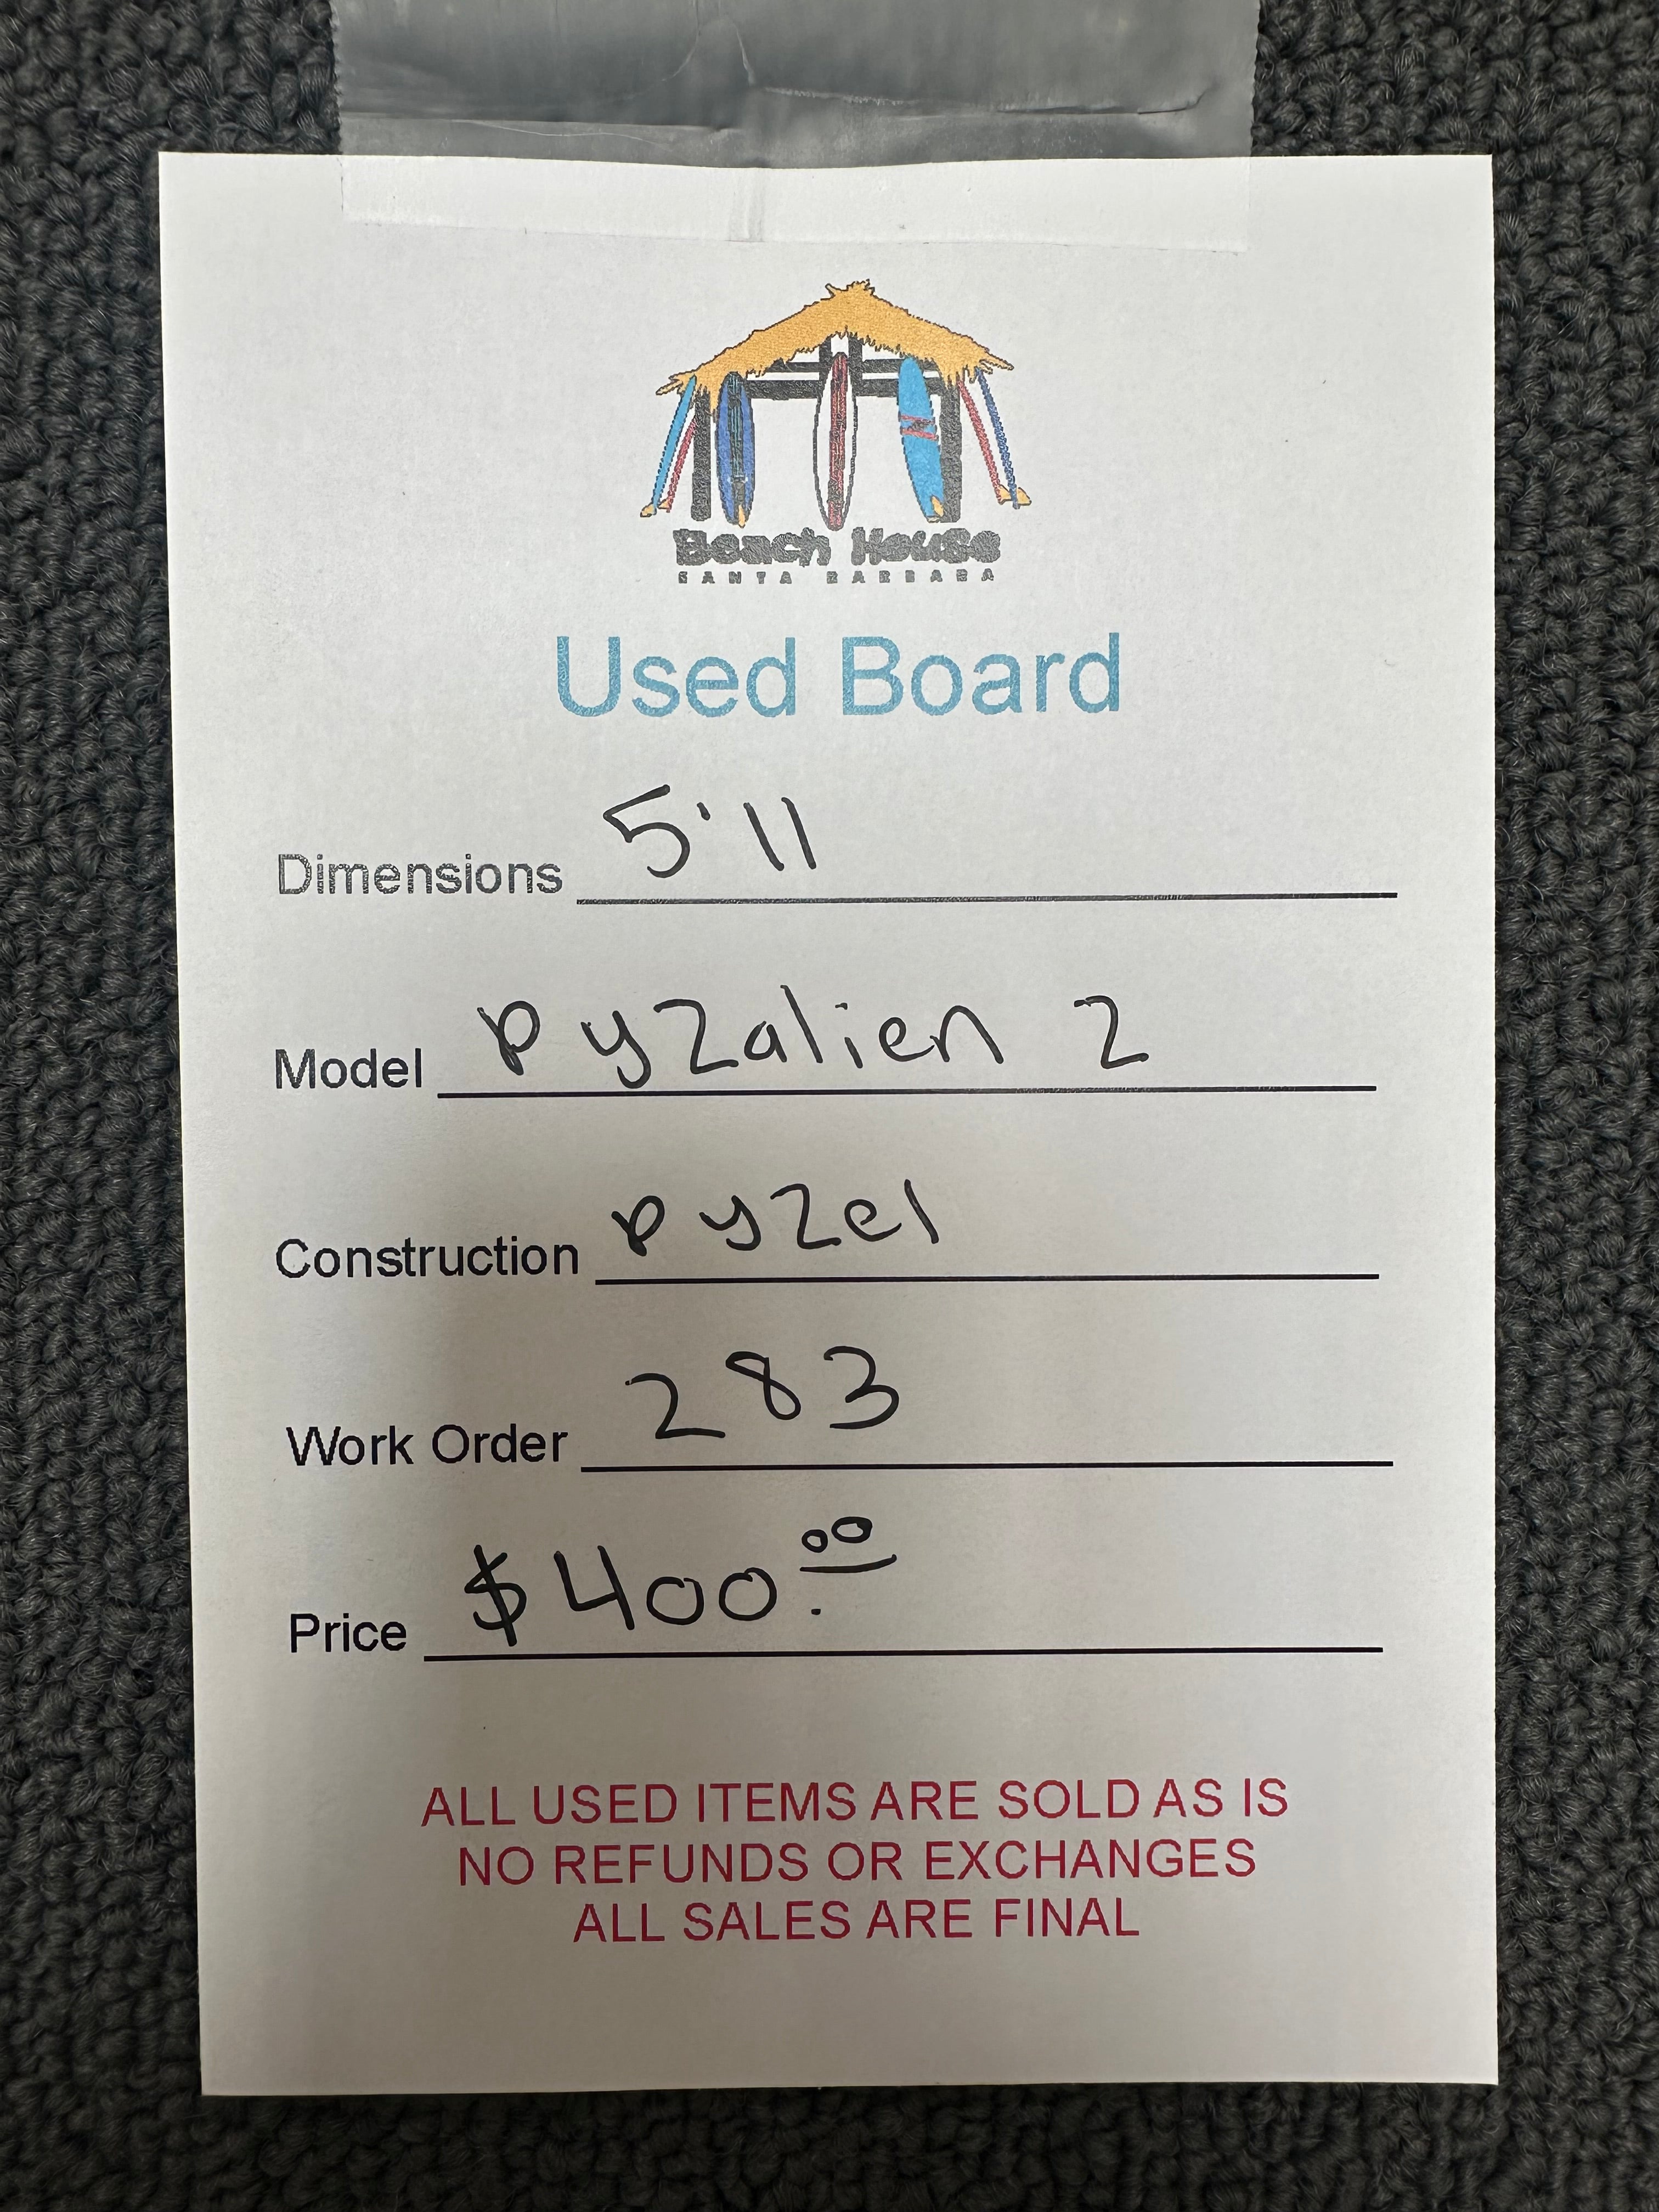 Beach House
SANTA BARBARA
Used Board
Dimensions 5'11
Model pyzalien 2
Construction pyzel
Work Order 283
Price $400.00
ALL USED ITEMS ARE SOLD AS IS
NO REFUNDS OR EXCHANGES
ALL SALES ARE FINAL